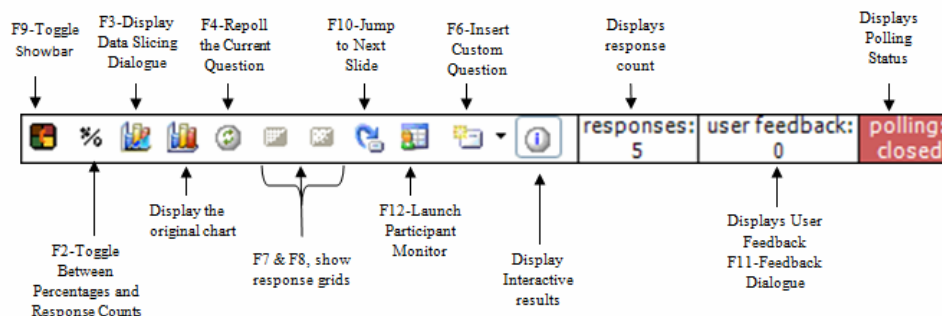 F9-Toggle
Showbar
F3-Display
Data Slicing
Dialogue
F4-Repoll
the Current
Question
F10-Jump
to Next
Slide
F6-Insert
Custom
Question
Displays
response
count
Displays
Polling
Status
responses:
5
user feedback:
0
polling:
closed
F2-Toggle
Between
Percentages and
Response Counts
Display the
original chart
F7 & F8, show
response grids
F12-Launch
Participant
Monitor
Display
Interactive
results
Displays User
Feedback
F11-Feedback
Dialogue